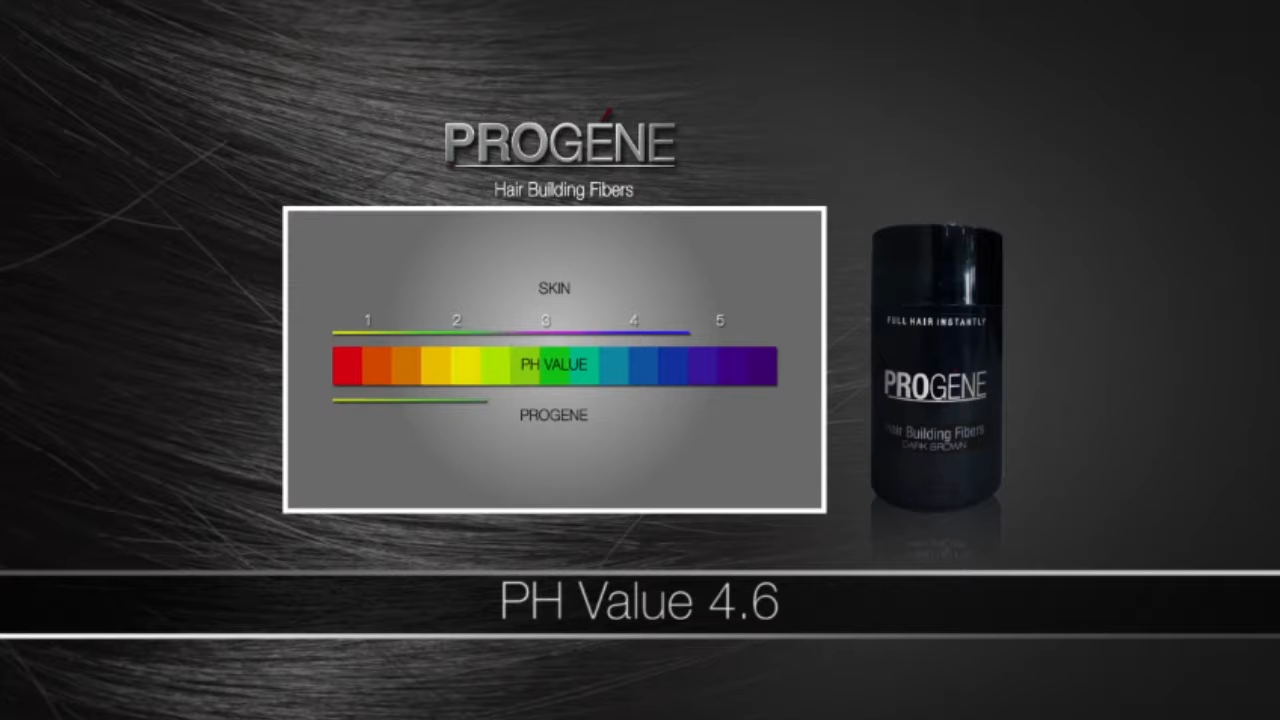 PROGÉNE
Hair Building Fibers
SKIN
1 2 3 4 5
PH VALUE
PROGENE
FULL HAIR INSTANTLY
PROGENE
Hair Building Fibers
DARK BROWN
PH Value 4.6